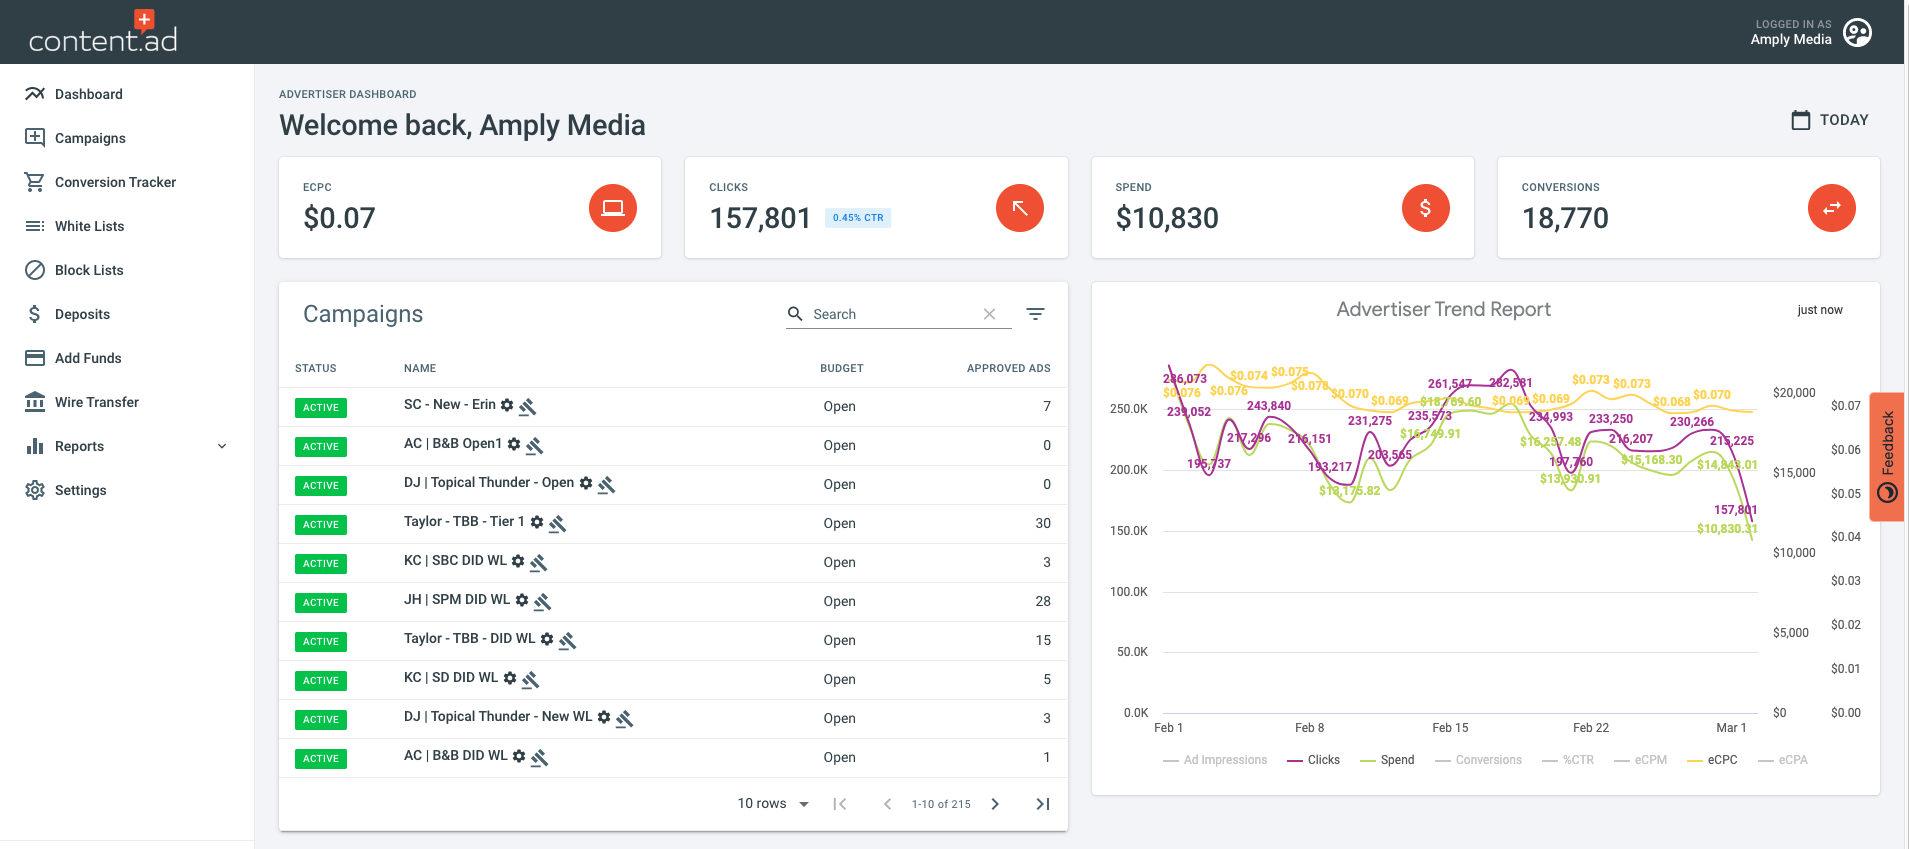 content.ad
LOGGED IN AS
Amply Media
Dashboard
Campaigns
Conversion Tracker
White Lists
Block Lists
Deposits
Add Funds
Wire Transfer
Reports
Settings
ADVERTISER DASHBOARD
Welcome back, Amply Media
TODAY
ECPC
$0.07
CLICKS
157,801 0.45% CTR
SPEND
$10,830
CONVERSIONS
18,770
Campaigns
Search
STATUS NAME BUDGET APPROVED ADS
ACTIVE SC - New - Erin Open 7
ACTIVE AC | B&B Open1 Open 0
ACTIVE DJ | Topical Thunder - Open Open 0
ACTIVE Taylor - TBB - Tier 1 Open 30
ACTIVE KC | SBC DID WL Open 3
ACTIVE JH | SPM DID WL Open 28
ACTIVE Taylor - TBB - DID WL Open 15
ACTIVE KC | SD DID WL Open 5
ACTIVE DJ | Topical Thunder - New WL Open 3
ACTIVE AC | B&B DID WL Open 1
10 rows 1-10 of 215
Advertiser Trend Report
just now
250.0K
200.0K
150.0K
100.0K
50.0K
0.0K
286,073
239,052
195,737
217,296
243,840
216,151
193,217
231,275
203,565
235,573
261,547
282,581
234,993
197,760
233,250
216,207
230,266
215,225
157,801
$0.076
$0.076
$0.074
$0.075
$0.078
$0.070
$0.069
$0.069
$0.069
$0.073
$0.073
$0.068
$0.070
$13,175.82
$16,749.91
$18,769.60
$16,257.48
$13,930.91
$15,168.30
$14,843.01
$10,830.31
$20,000
$15,000
$10,000
$5,000
$0
$0.07
$0.06
$0.05
$0.04
$0.03
$0.02
$0.01
$0.00
Feb 1 Feb 8 Feb 15 Feb 22 Mar 1
Ad Impressions Clicks Spend Conversions %CTR eCPM eCPC eCPA
Feedback